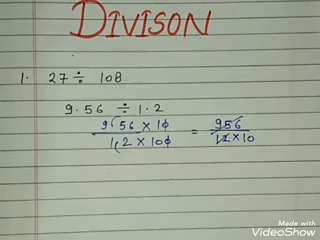 DIVISON
1. 27 ÷ 108
9.56 ÷ 1.2
9.56 × 10 / 1.2 × 100 = 956 / 12 × 10
Made with
VideoShow